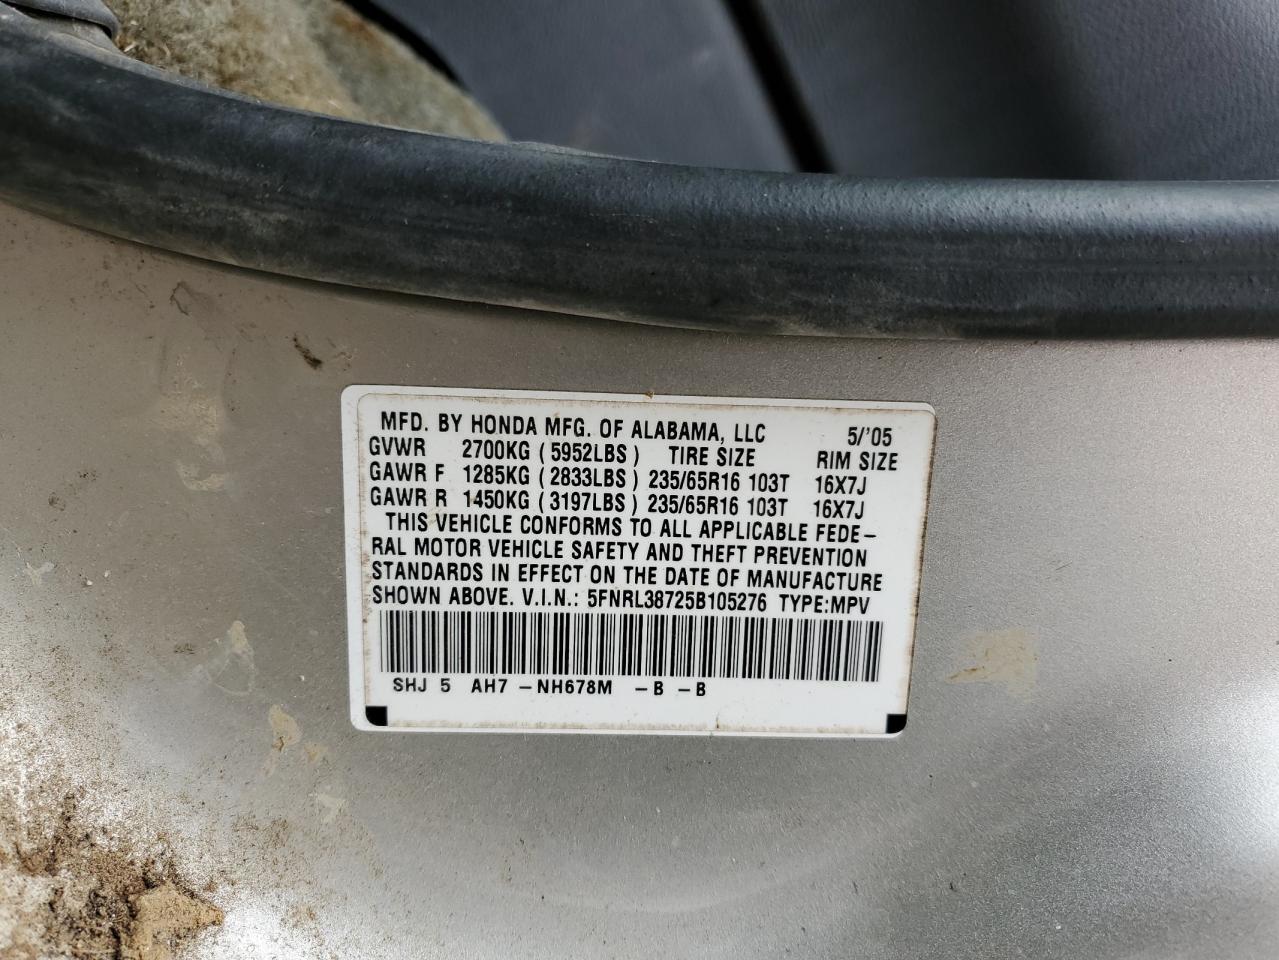 MFD. BY HONDA MFG. OF ALABAMA, LLC 5/'05
GVWR 2700KG (5952LBS) TIRE SIZE RIM SIZE
GAWR F 1285KG (2833LBS) 235/65R16 103T 16X7J
GAWR R 1450KG (3197LBS) 235/65R16 103T 16X7J
THIS VEHICLE CONFORMS TO ALL APPLICABLE FEDE-
RAL MOTOR VEHICLE SAFETY AND THEFT PREVENTION
STANDARDS IN EFFECT ON THE DATE OF MANUFACTURE
SHOWN ABOVE. V.I.N.: 5FNRL38725B105276 TYPE:MPV
SHJ 5 AH7 -NH678M -B -B